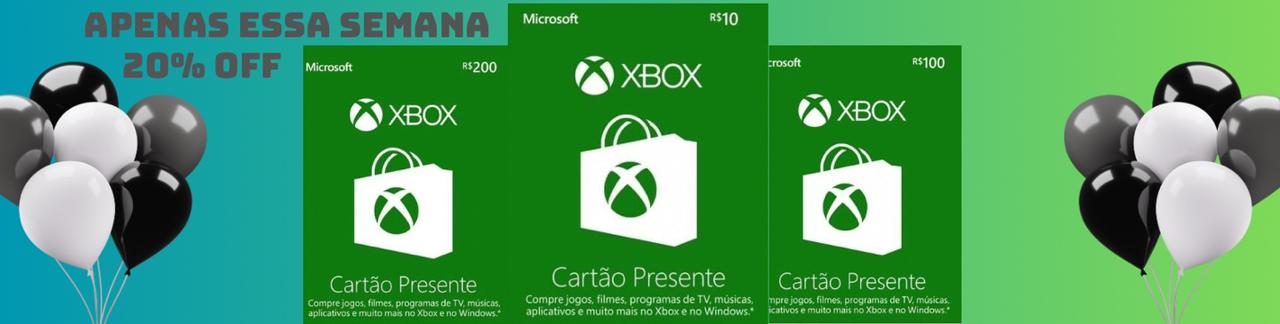 APENAS ESSA SEMANA
20% OFF
Microsoft R$200
XBOX
Cartão Presente
Compre jogos, filmes, programas de TV, músicas,
aplicativos e muito mais no Xbox e no Windows.*
Microsoft R$10
XBOX
Cartão Presente
Compre jogos, filmes, programas de TV, músicas,
aplicativos e muito mais no Xbox e no Windows.*
crosoft R$100
XBOX
Cartão Presente
mpre jogos, filmes, programas de TV, músicas,
icativos e muito mais no Xbox e no Windows.*